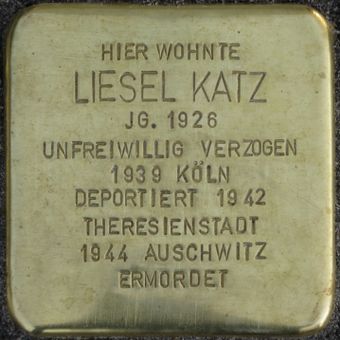 HIER WOHNTE
LIESEL KATZ
JG. 1926
UNFREIWILLIG VERZOGEN
1939 KÖLN
DEPORTIERT 1942
THERESIENSTADT
1944 AUSCHWITZ
ERMORDET